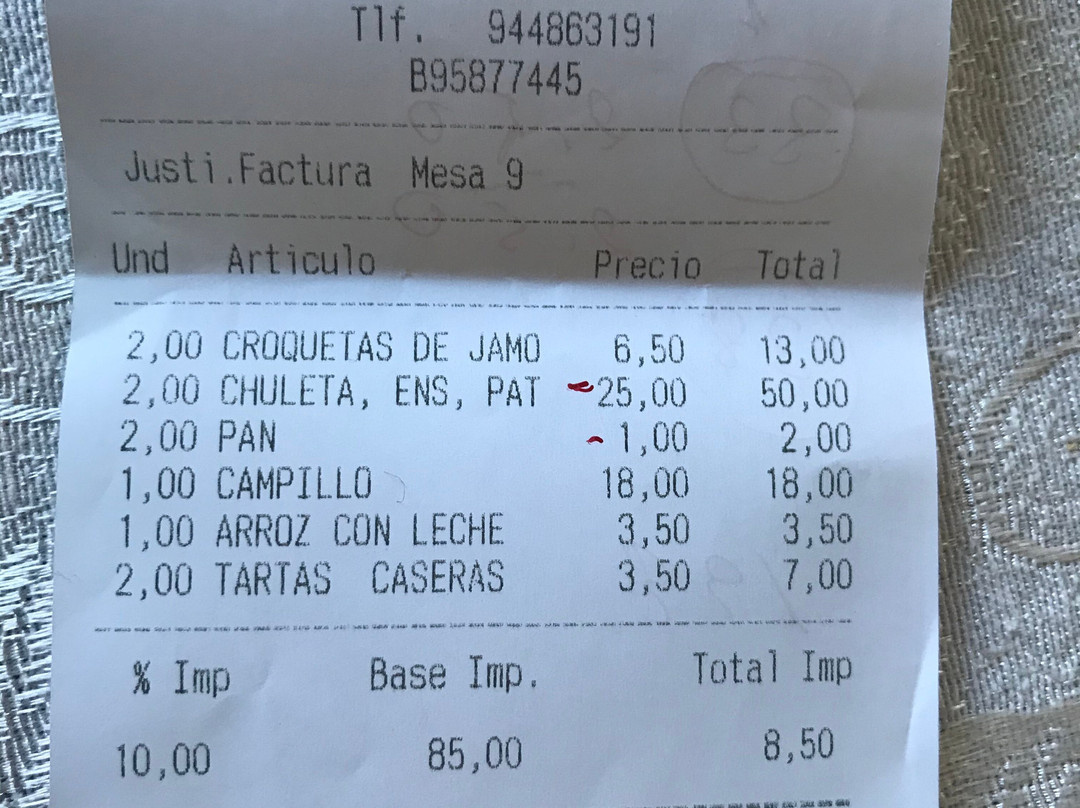 Tlf. 944863191
B95877445
Justi.Factura Mesa 9
Und Articulo Precio Total
2,00 CROQUETAS DE JAMO 6,50 13,00
2,00 CHULETA, ENS, PAT 25,00 50,00
2,00 PAN 1,00 2,00
1,00 CAMPILLO 18,00 18,00
1,00 ARROZ CON LECHE 3,50 3,50
2,00 TARTAS CASERAS 3,50 7,00
% Imp Base Imp. Total Imp
10,00 85,00 8,50